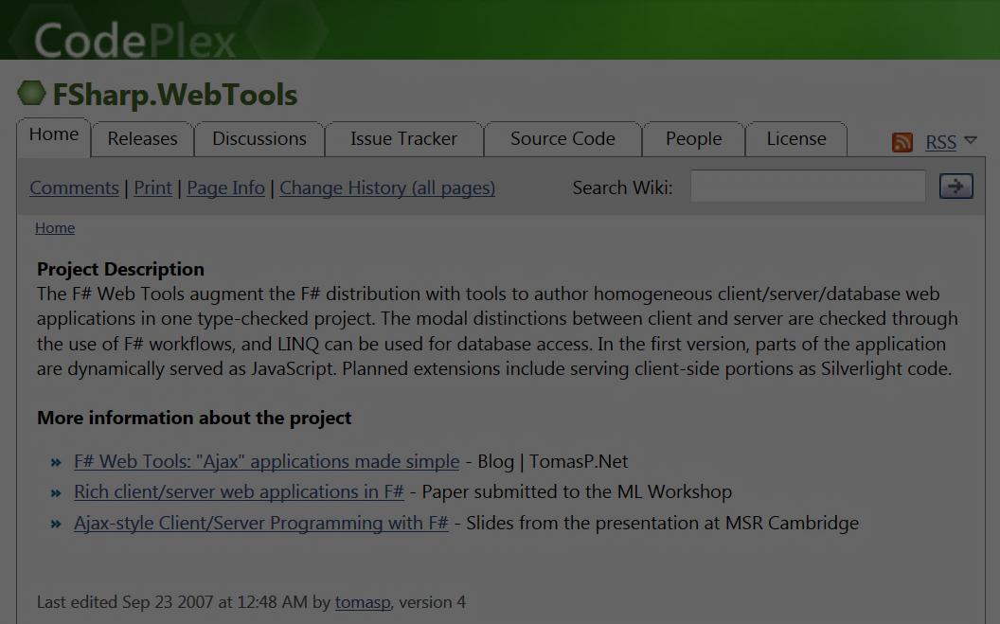 CodePlex
FSharp.WebTools
Home Releases Discussions Issue Tracker Source Code People License RSS
Comments | Print | Page Info | Change History (all pages) Search Wiki:
Home
Project Description
The F# Web Tools augment the F# distribution with tools to author homogeneous client/server/database web
applications in one type-checked project. The modal distinctions between client and server are checked through
the use of F# workflows, and LINQ can be used for database access. In the first version, parts of the application
are dynamically served as JavaScript. Planned extensions include serving client-side portions as Silverlight code.
More information about the project
» F# Web Tools: "Ajax" applications made simple - Blog | TomasP.Net
» Rich client/server web applications in F# - Paper submitted to the ML Workshop
» Ajax-style Client/Server Programming with F# - Slides from the presentation at MSR Cambridge
Last edited Sep 23 2007 at 12:48 AM by tomasp, version 4